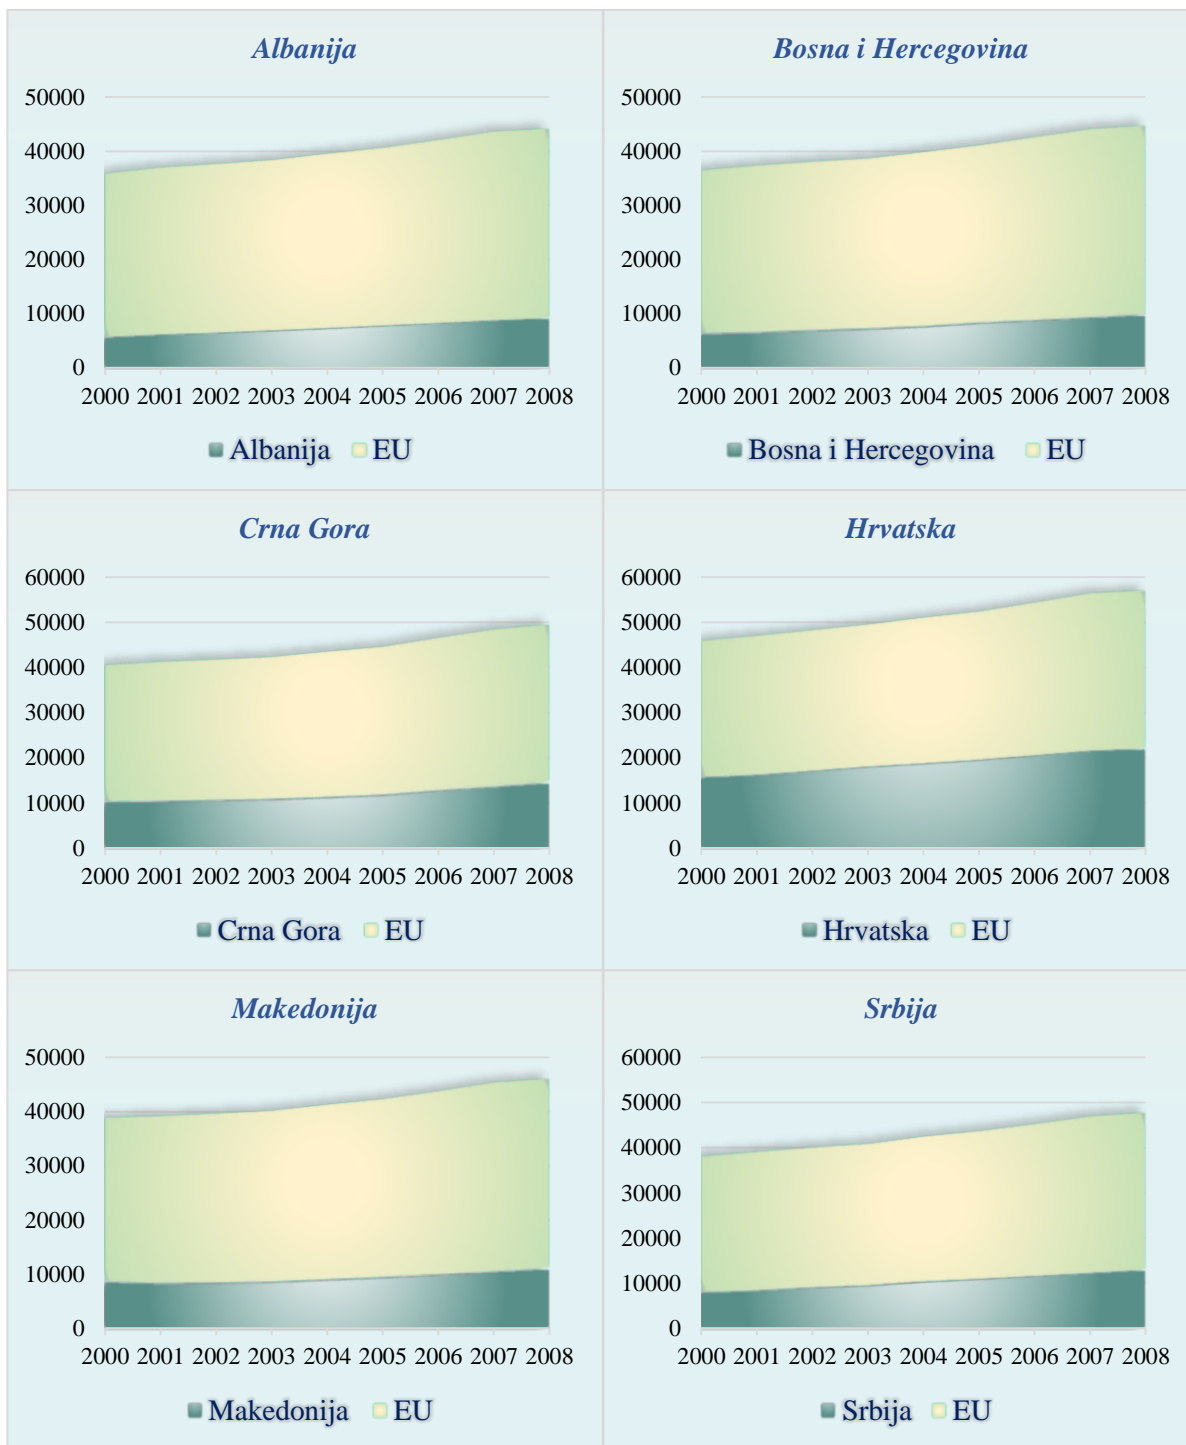 Albanija
50000
40000
30000
20000
10000
0
2000 2001 2002 2003 2004 2005 2006 2007 2008
Albanija EU
Bosna i Hercegovina
50000
40000
30000
20000
10000
0
2000 2001 2002 2003 2004 2005 2006 2007 2008
Bosna i Hercegovina EU
Crna Gora
60000
50000
40000
30000
20000
10000
0
2000 2001 2002 2003 2004 2005 2006 2007 2008
Crna Gora EU
Hrvatska
60000
50000
40000
30000
20000
10000
0
2000 2001 2002 2003 2004 2005 2006 2007 2008
Hrvatska EU
Makedonija
50000
40000
30000
20000
10000
0
2000 2001 2002 2003 2004 2005 2006 2007 2008
Makedonija EU
Srbija
60000
50000
40000
30000
20000
10000
0
2000 2001 2002 2003 2004 2005 2006 2007 2008
Srbija EU